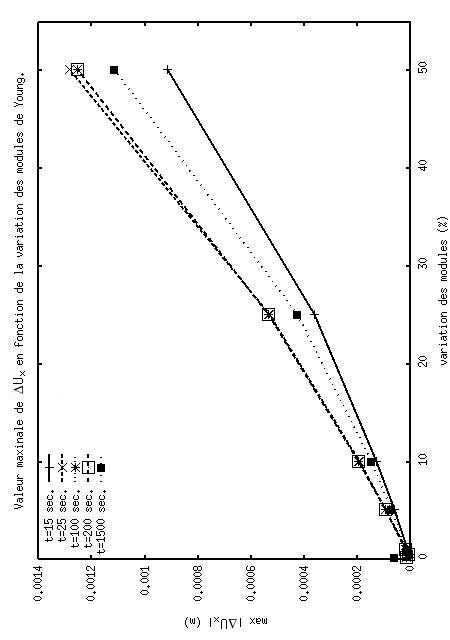 Valeur maximale de ΔUx en fonction de la variation des modules de Young.
t=15 sec.
t=25 sec.
t=100 sec.
t=200 sec.
t=1500 sec.
0.0014
0.0012
0.001
0.0008
0.0006
0.0004
0.0002
0
max |ΔUx| (m)
0
10
20
30
40
50
variation des modules (%)